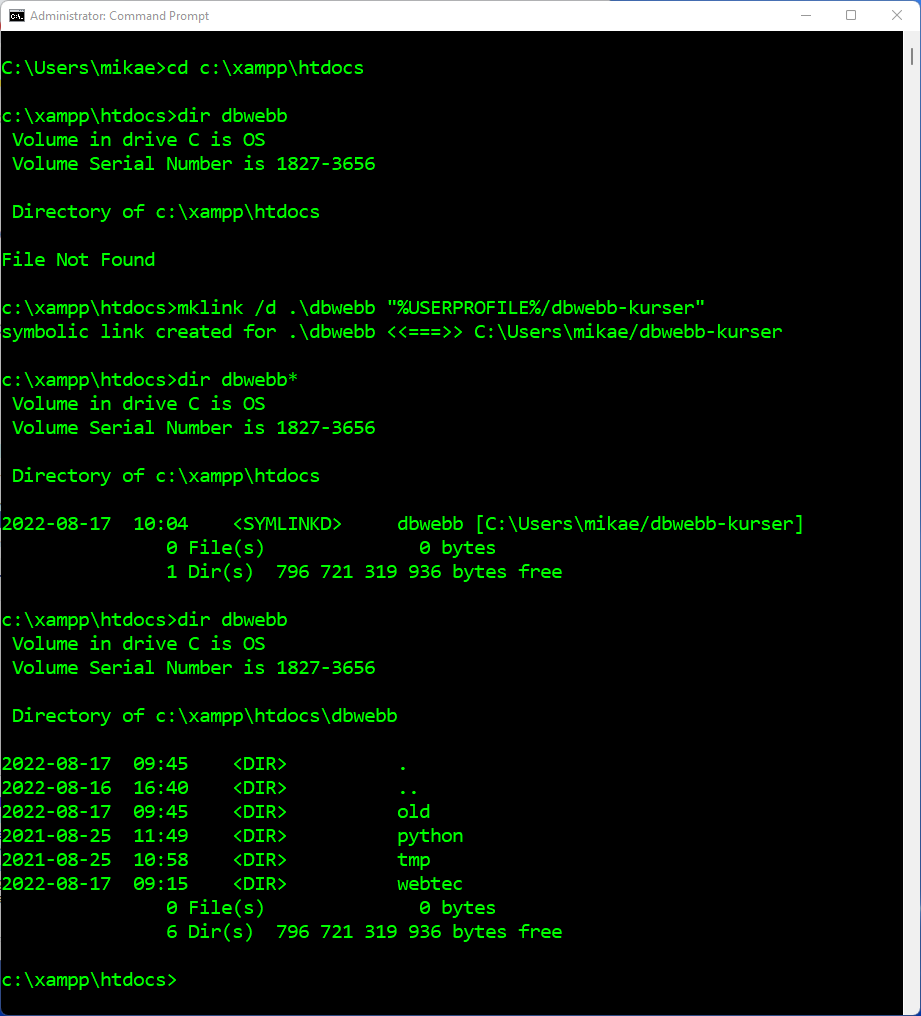 Administrator: Command Prompt
C:\Users\mikae>cd c:\xampp\htdocs
c:\xampp\htdocs>dir dbwebb
 Volume in drive C is OS
 Volume Serial Number is 1827-3656
 Directory of c:\xampp\htdocs
File Not Found
c:\xampp\htdocs>mklink /d .\dbwebb "%USERPROFILE%/dbwebb-kurser"
symbolic link created for .\dbwebb <<===>> C:\Users\mikae/dbwebb-kurser
c:\xampp\htdocs>dir dbwebb*
 Volume in drive C is OS
 Volume Serial Number is 1827-3656
 Directory of c:\xampp\htdocs
2022-08-17  10:04    <SYMLINKD>     dbwebb [C:\Users\mikae/dbwebb-kurser]
               0 File(s)              0 bytes
               1 Dir(s)  796 721 319 936 bytes free
c:\xampp\htdocs>dir dbwebb
 Volume in drive C is OS
 Volume Serial Number is 1827-3656
 Directory of c:\xampp\htdocs\dbwebb
2022-08-17  09:45    <DIR>          .
2022-08-16  16:40    <DIR>          ..
2022-08-17  09:45    <DIR>          old
2021-08-25  11:49    <DIR>          python
2021-08-25  10:58    <DIR>          tmp
2022-08-17  09:15    <DIR>          webtec
               0 File(s)              0 bytes
               6 Dir(s)  796 721 319 936 bytes free
c:\xampp\htdocs>